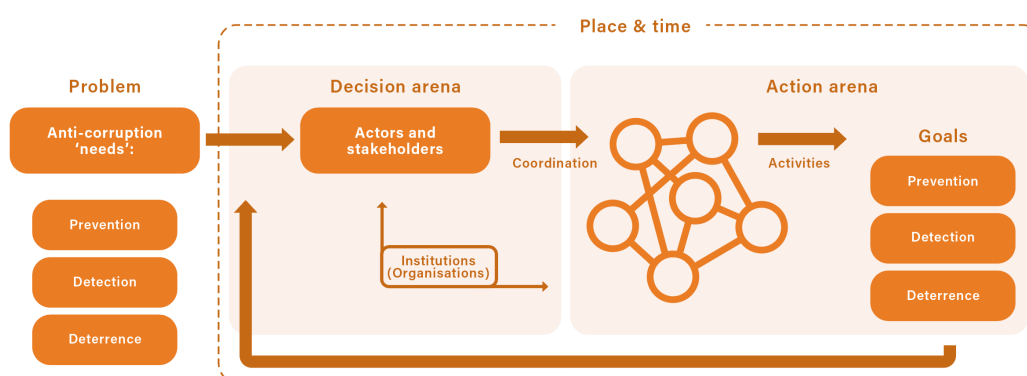 Place & time
Problem
Anti-corruption
‘needs’:
Prevention
Detection
Deterrence
Decision arena
Actors and
stakeholders
Institutions
(Organisations)
Coordination
Action arena
Activities
Goals
Prevention
Detection
Deterrence